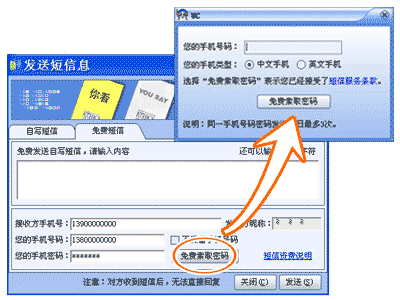 UC
您的手机号码：
您的手机类型： 中文手机 英文手机
选择“免费索取密码”表示您已经接受了短信服务条款。
免费索取密码
说明：同一手机号码密码发 日最多3次。
发送短信息
你看
YOU SAY
自写短信 免费短信
免费发送自写短信，请输入内容 还可以输 字符
接收方手机号： 13900000000 发 昵称：
您的手机号码： 13800000000 号码
您的手机密码： ******* 免费索取密码 短信资费说明
注意：对方收到短信后，无法直接回复 关闭(C) 发送(S)